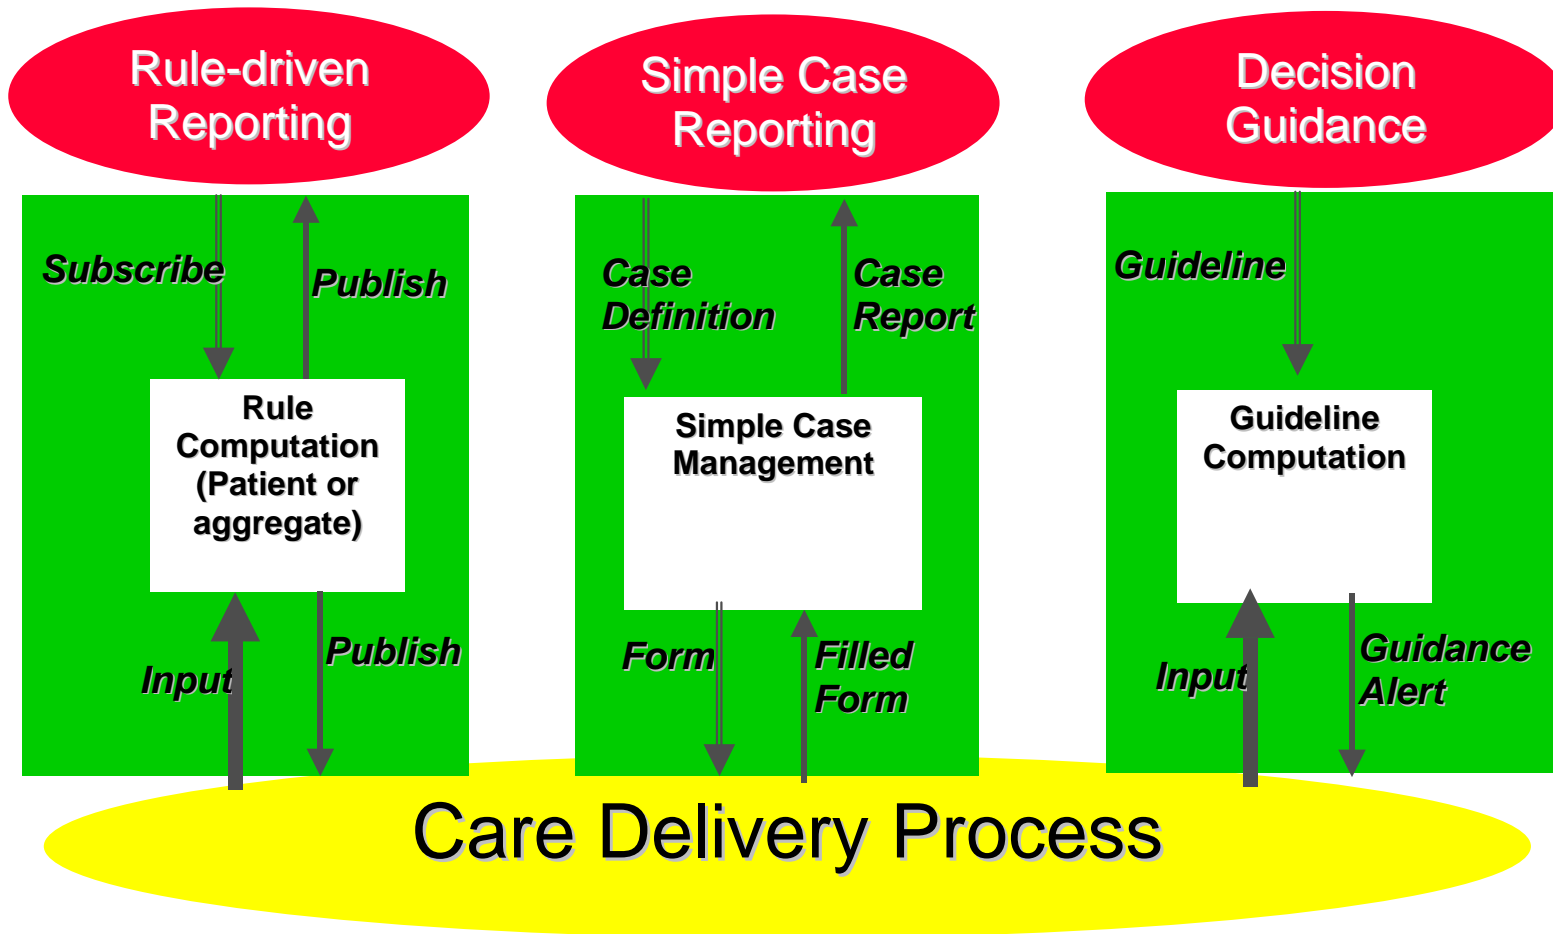 Rule-driven
Reporting
Simple Case
Reporting
Decision
Guidance
Subscribe
Publish
Case
Definition
Case
Report
Guideline
Rule
Computation
(Patient or
aggregate)
Simple Case
Management
Guideline
Computation
Input
Publish
Form
Filled
Form
Input
Guidance
Alert
Care Delivery Process